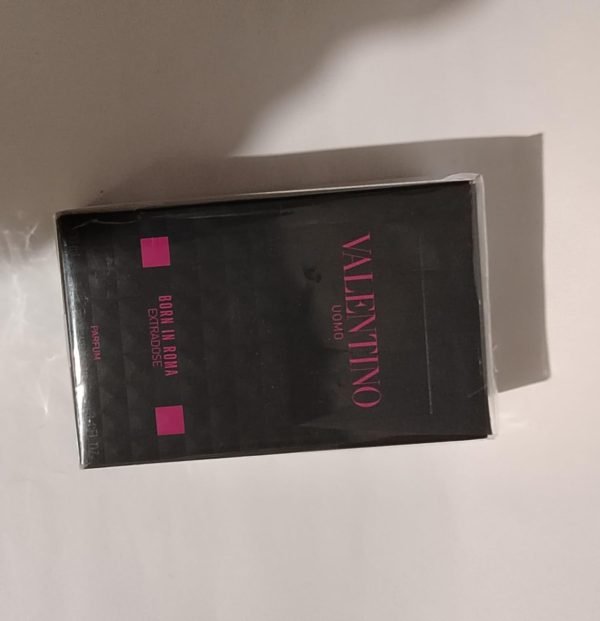 VALENTINO
UOMO
BORN IN ROMA
EXTRADOSE
PARFUM